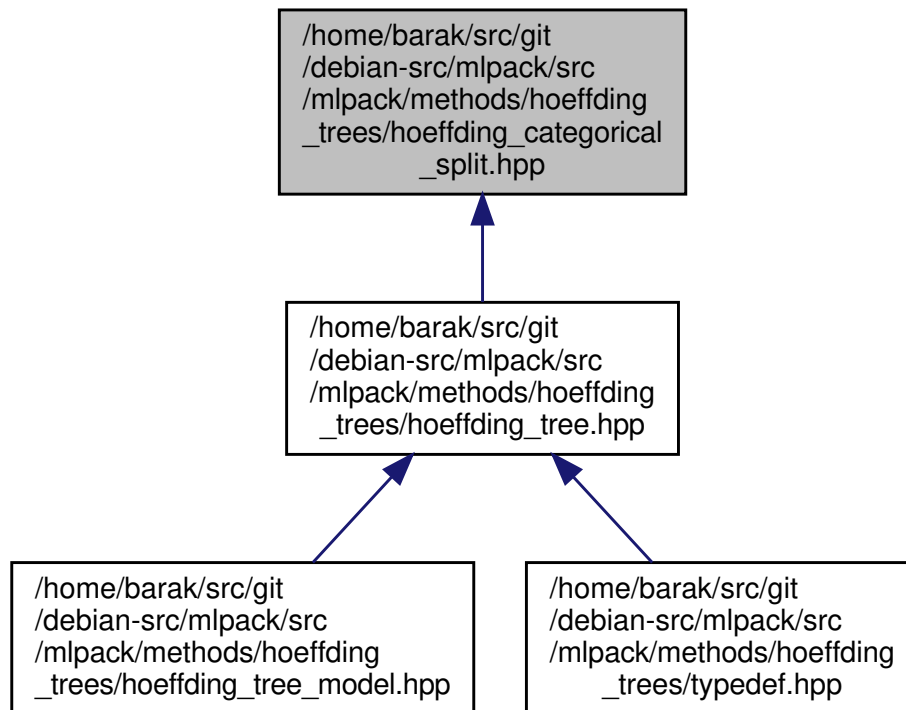 /home/barak/src/git
/debian-src/mlpack/src
/mlpack/methods/hoeffding
_trees/hoeffding_categorical
_split.hpp
/home/barak/src/git
/debian-src/mlpack/src
/mlpack/methods/hoeffding
_trees/hoeffding_tree.hpp
/home/barak/src/git
/debian-src/mlpack/src
/mlpack/methods/hoeffding
_trees/hoeffding_tree_model.hpp
/home/barak/src/git
/debian-src/mlpack/src
/mlpack/methods/hoeffding
_trees/typedef.hpp